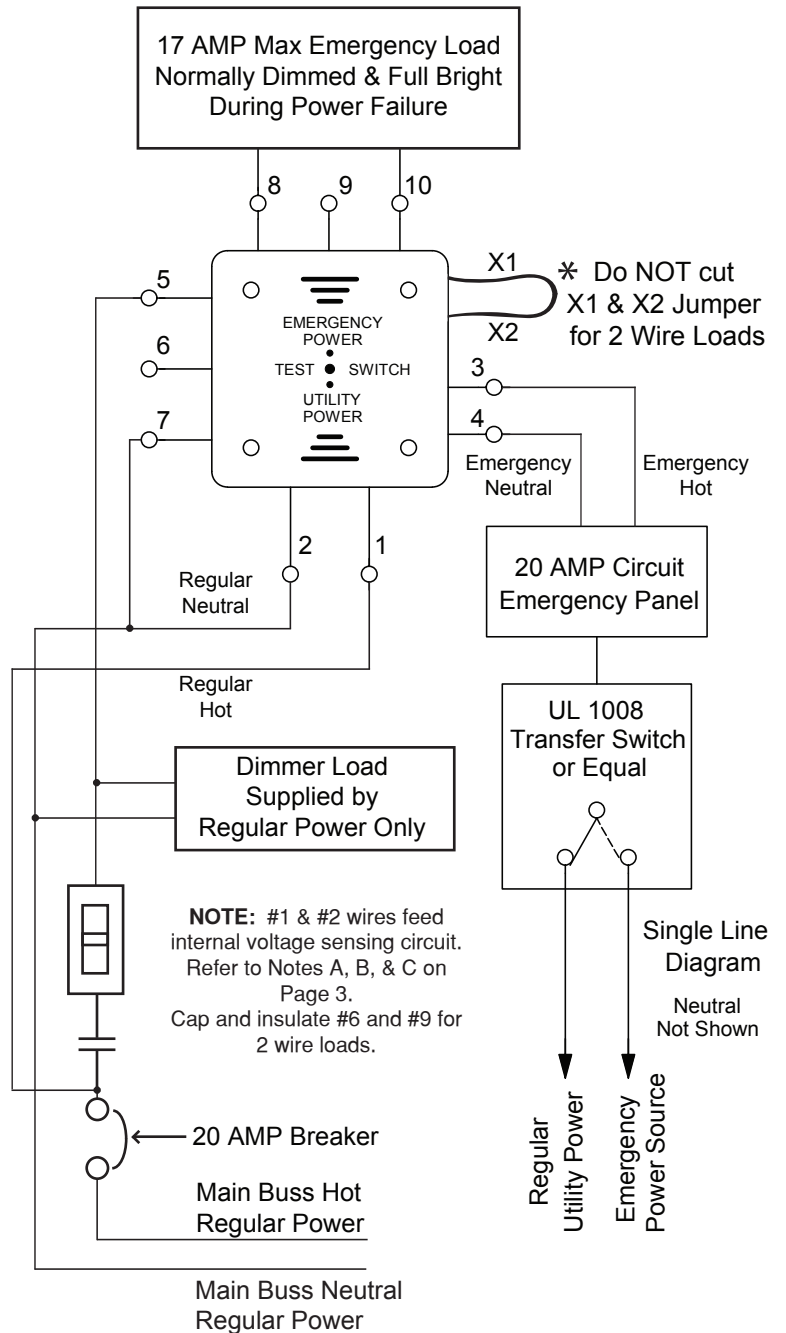 17 AMP Max Emergency Load
Normally Dimmed & Full Bright
During Power Failure
8
9
10
5
6
7
EMERGENCY
POWER
TEST
SWITCH
UTILITY
POWER
X1
X2
* Do NOT cut
X1 & X2 Jumper
for 2 Wire Loads
3
4
Emergency
Neutral
Emergency
Hot
2
1
Regular
Neutral
Regular
Hot
20 AMP Circuit
Emergency Panel
UL 1008
Transfer Switch
or Equal
Dimmer Load
Supplied by
Regular Power Only
NOTE: #1 & #2 wires feed
internal voltage sensing circuit.
Refer to Notes A, B, & C on
Page 3.
Cap and insulate #6 and #9 for
2 wire loads.
Single Line
Diagram
Neutral
Not Shown
Regular
Utility Power
Emergency
Power Source
20 AMP Breaker
Main Buss Hot
Regular Power
Main Buss Neutral
Regular Power